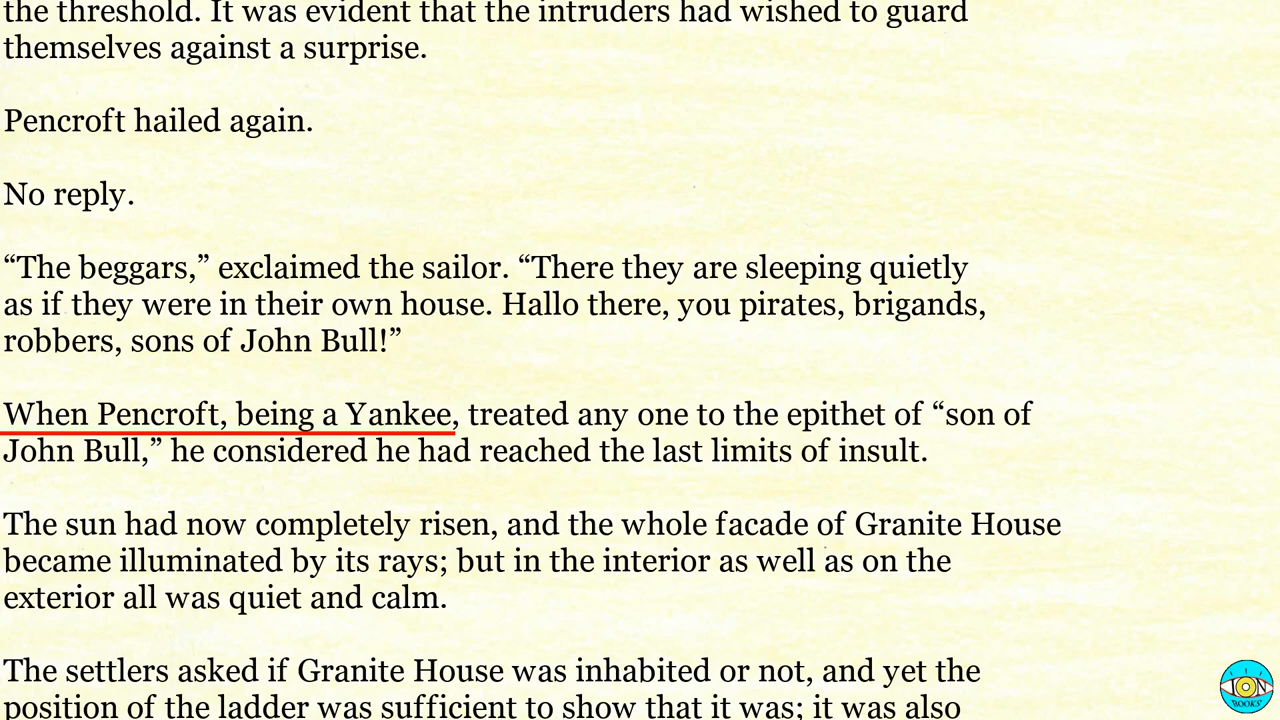 the threshold. It was evident that the intruders had wished to guard
themselves against a surprise.
Pencroft hailed again.
No reply.
“The beggars,” exclaimed the sailor. “There they are sleeping quietly
as if they were in their own house. Hallo there, you pirates, brigands,
robbers, sons of John Bull!”
When Pencroft, being a Yankee, treated any one to the epithet of “son of
John Bull,” he considered he had reached the last limits of insult.
The sun had now completely risen, and the whole facade of Granite House
became illuminated by its rays; but in the interior as well as on the
exterior all was quiet and calm.
The settlers asked if Granite House was inhabited or not, and yet the
position of the ladder was sufficient to show that it was; it was also
ION
BOOKS